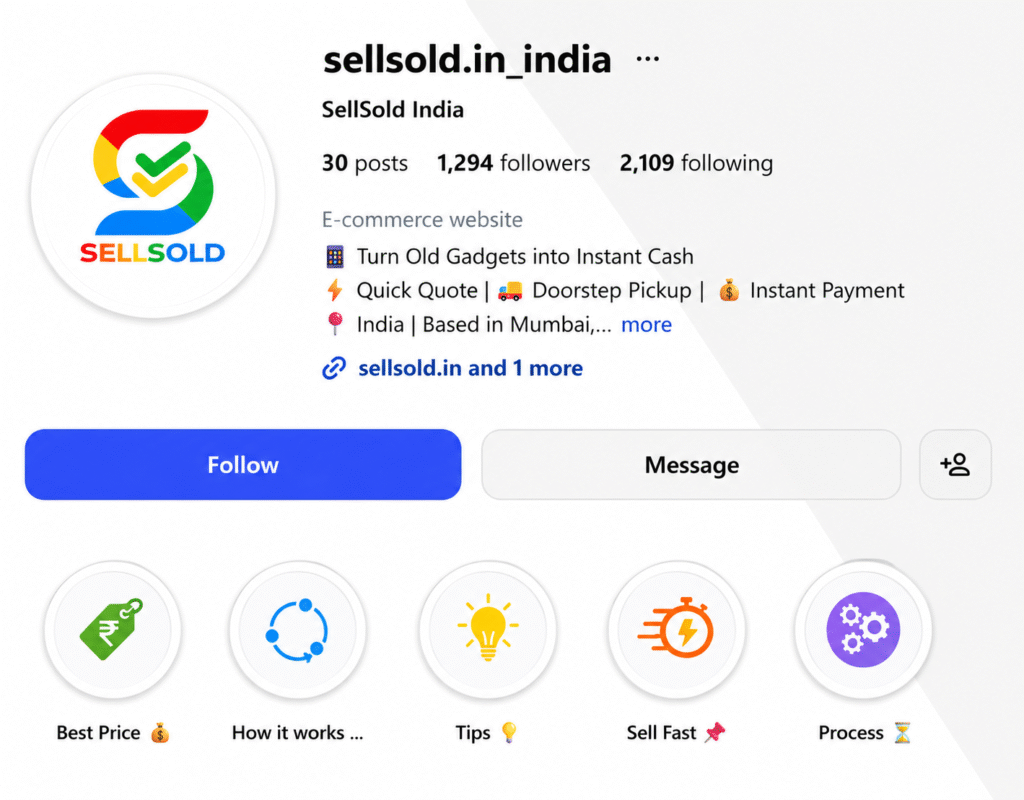 sellsold.in_india ...
SellSold India
30 posts 1,294 followers 2,109 following
E-commerce website
📱 Turn Old Gadgets into Instant Cash
⚡ Quick Quote | 🚚 Doorstep Pickup | 💰 Instant Payment
📍 India | Based in Mumbai,... more
sellsold.in and 1 more
SELLSOLD
Follow Message
₹
Best Price 💰 How it works ... Tips 💡 Sell Fast 📌 Process ⏳